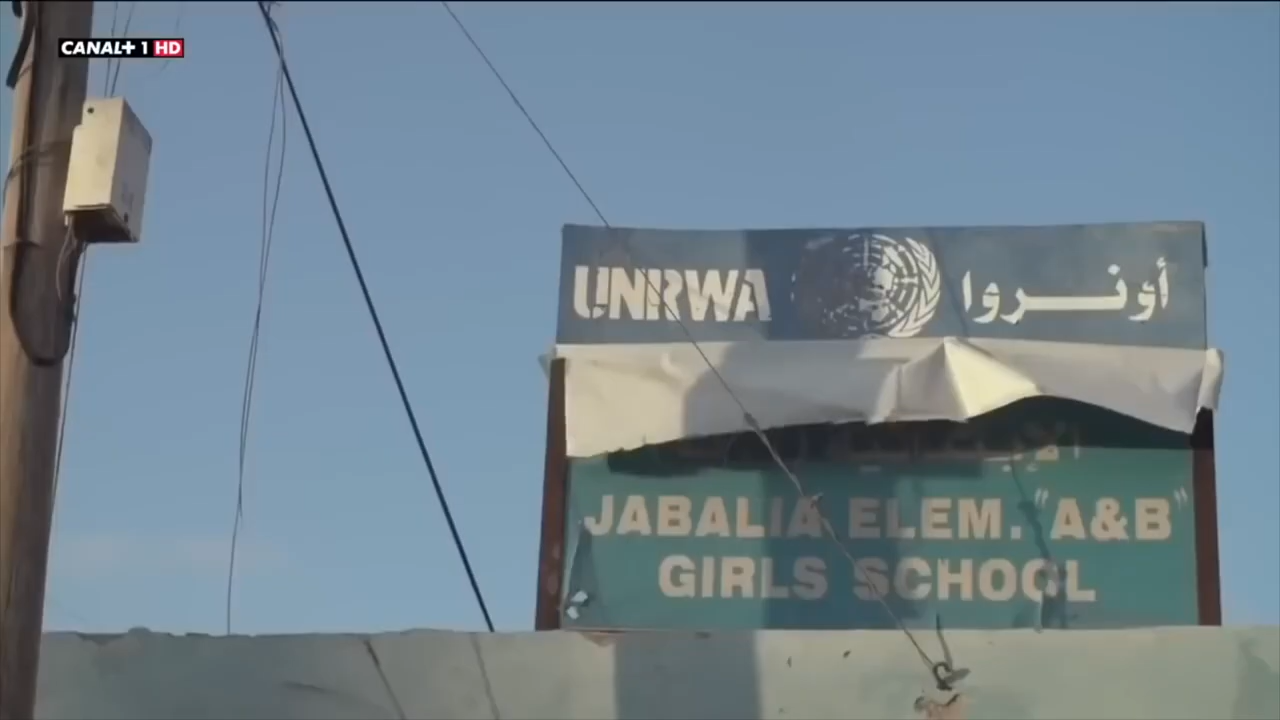 CANAL+ 1 HD
UNRWA أونروا
JABALIA ELEM. "A&B"
GIRLS SCHOOL